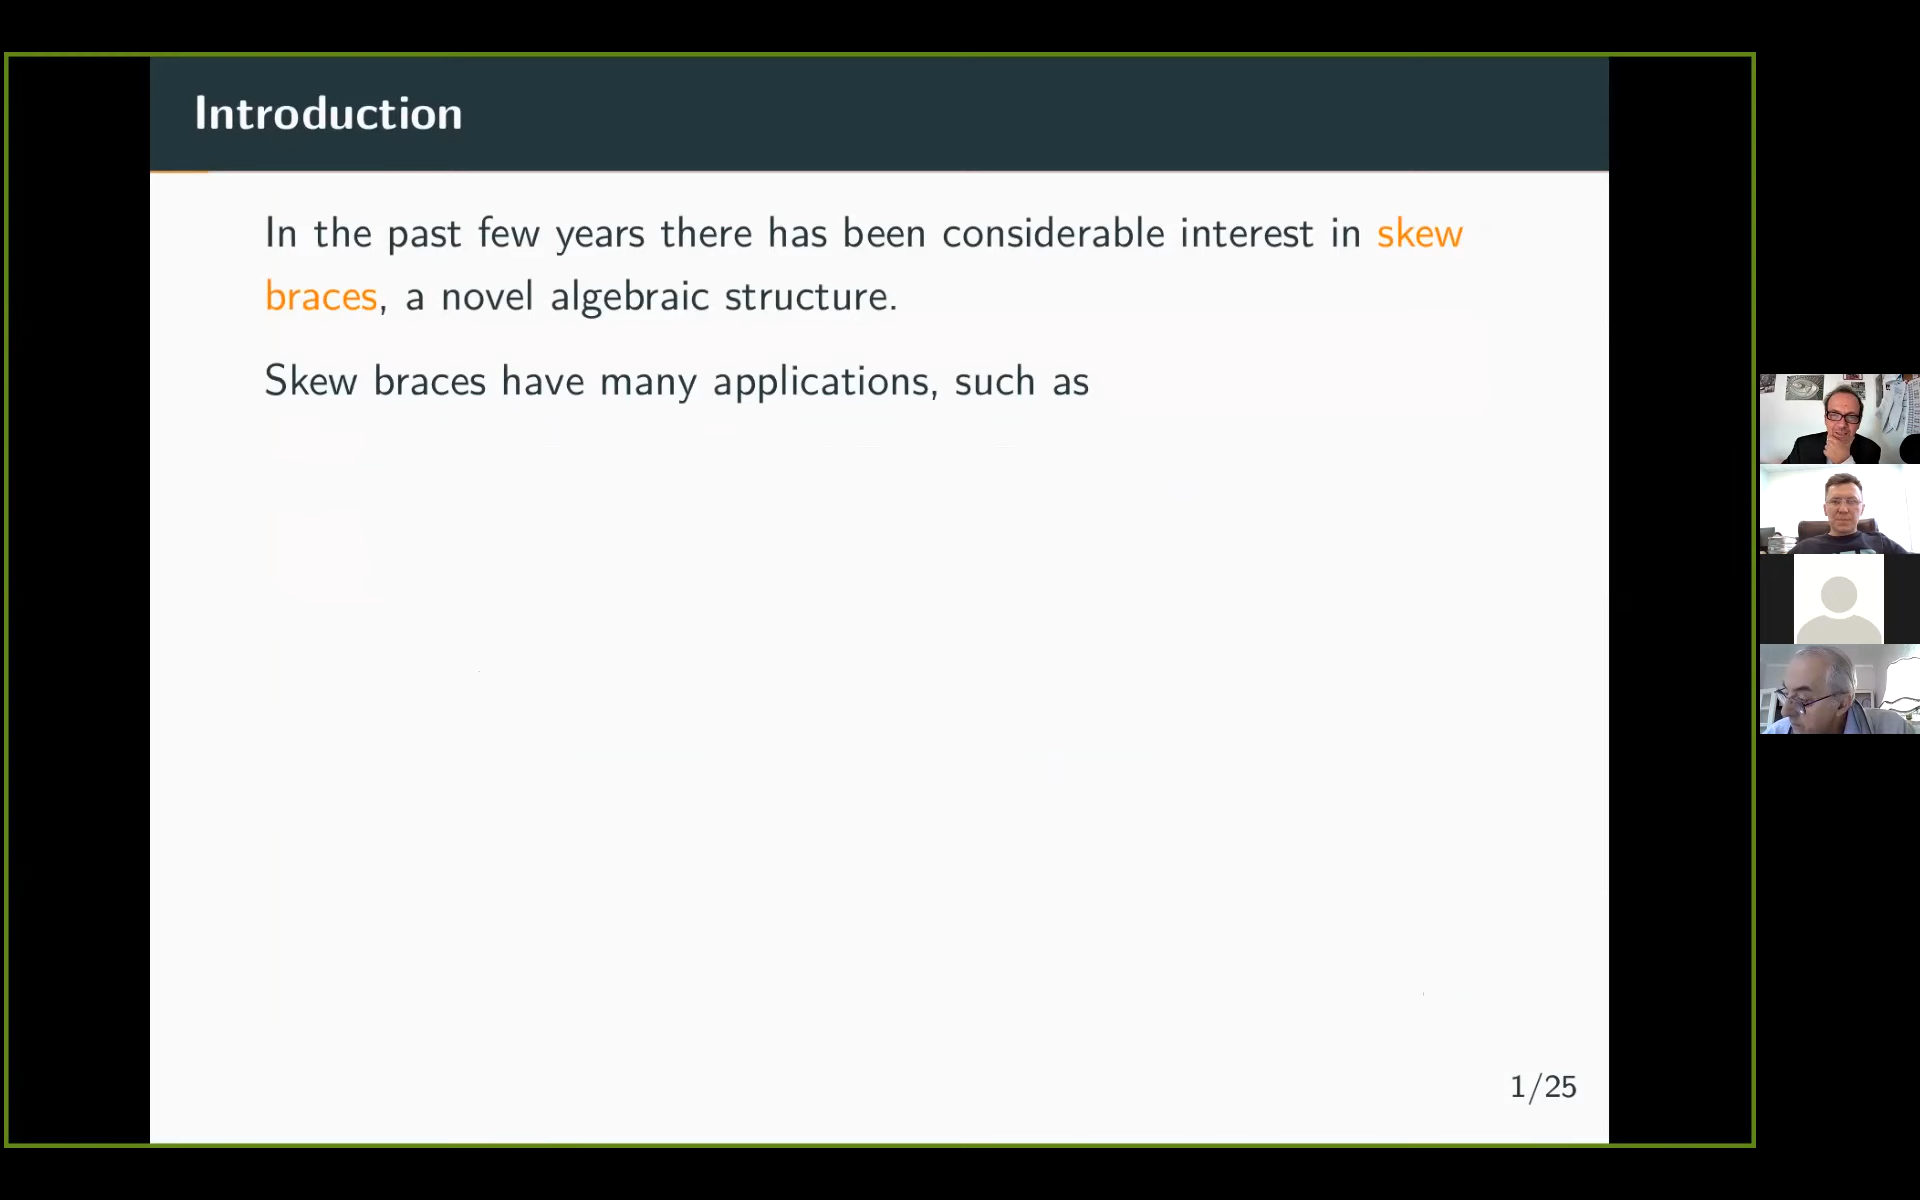 Introduction
In the past few years there has been considerable interest in skew
braces, a novel algebraic structure.
Skew braces have many applications, such as
1/25